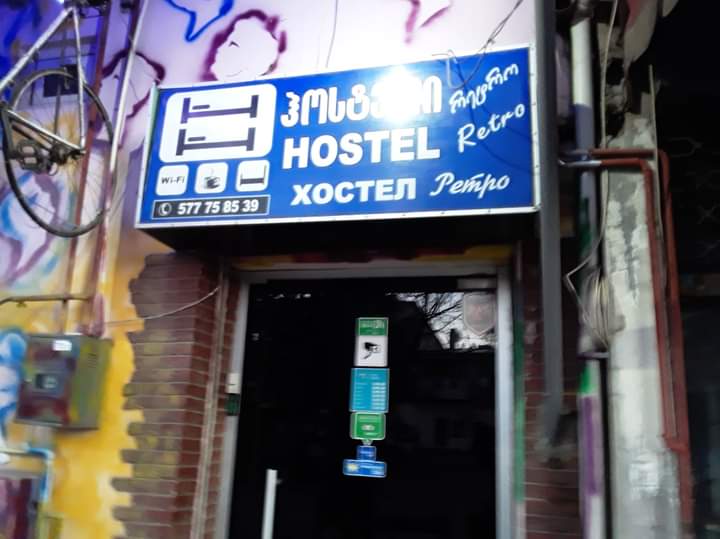 ჰოსტელი რეტრო
HOSTEL Retro
ХОСТЕЛ Ретро
Wi-Fi
577 75 85 39